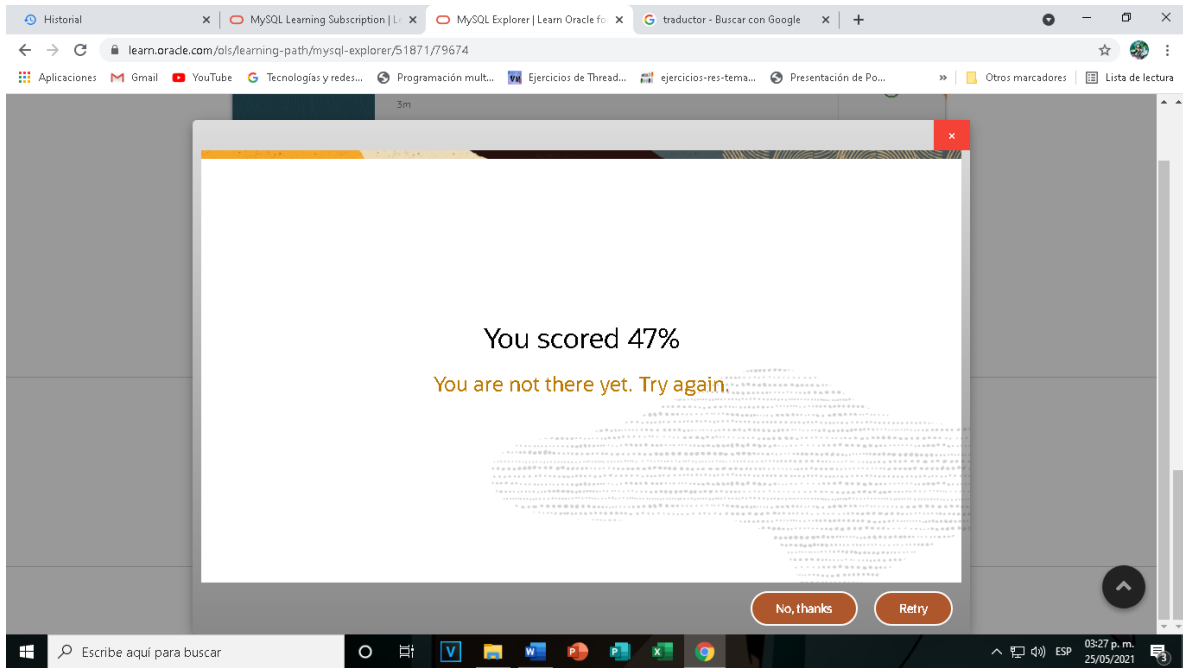 Historial
MySQL Learning Subscription | Le
MySQL Explorer | Learn Oracle fo
traductor - Buscar con Google
learn.oracle.com/ols/learning-path/mysql-explorer/51871/79674
Aplicaciones
Gmail
YouTube
Tecnologías y redes...
Programación mult...
Ejercicios de Thread...
ejercicios-res-tema...
Presentación de Po...
»
Otros marcadores
Lista de lectura
3m
×
You scored 47%
You are not there yet. Try again.
No, thanks
Retry
Escribe aquí para buscar
ESP
03:27 p. m.
25/05/2021
3